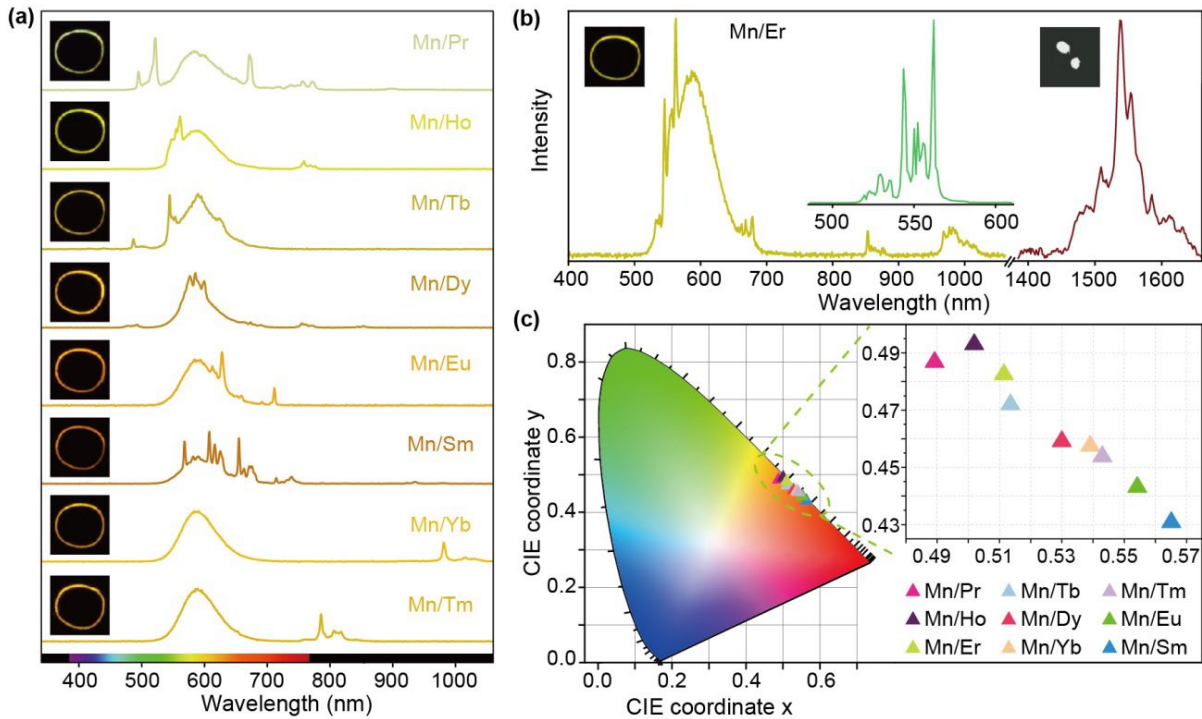 (a)
Mn/Pr
Mn/Ho
Mn/Tb
Mn/Dy
Mn/Eu
Mn/Sm
Mn/Yb
Mn/Tm
400 500 600 700 800 900 1000
Wavelength (nm)
(b)
Mn/Er
Intensity
500 550 600
400 500 600 700 800 900 1000 1400 1500 1600
Wavelength (nm)
(c)
CIE coordinate y
0.8
0.6
0.4
0.2
0.0
0.0 0.2 0.4 0.6
CIE coordinate x
0.49
0.47
0.45
0.43
0.49 0.51 0.53 0.55 0.57
Mn/Pr Mn/Tb Mn/Tm
Mn/Ho Mn/Dy Mn/Eu
Mn/Er Mn/Yb Mn/Sm